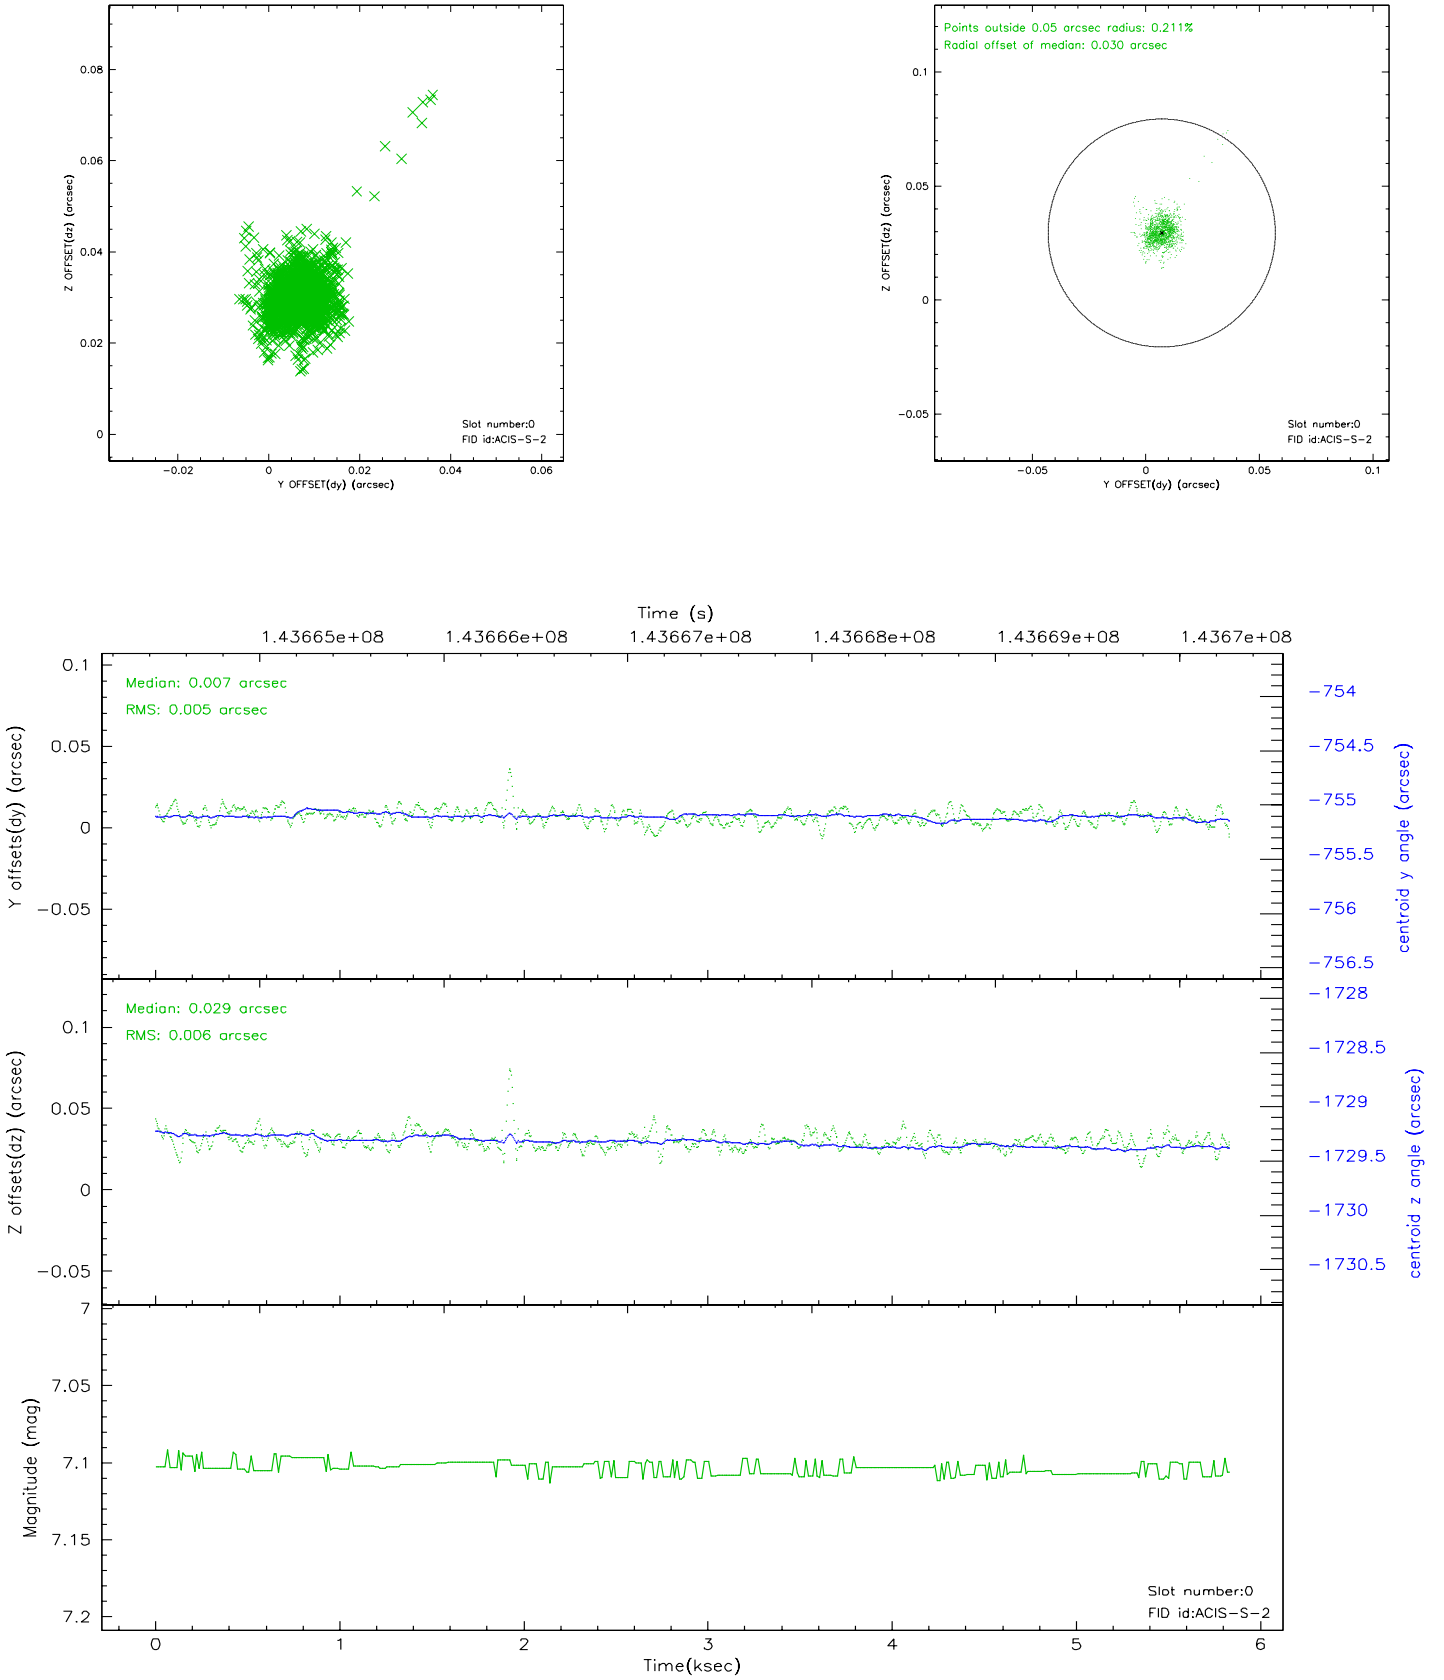 0.08
0.06
0.04
0.02
0
Z OFFSET(dz) (arcsec)
Slot number:0
FID id:ACIS-S-2
-0.02 0 0.02 0.04 0.06
Y OFFSET(dy) (arcsec)
Points outside 0.05 arcsec radius: 0.211%
Radial offset of median: 0.030 arcsec
0.1
0.05
0
-0.05
Z OFFSET(dz) (arcsec)
Slot number:0
FID id:ACIS-S-2
-0.05 0 0.05 0.1
Y OFFSET(dy) (arcsec)
Time (s)
1.43665e+08 1.43666e+08 1.43667e+08 1.43668e+08 1.43669e+08 1.4367e+08
Median: 0.007 arcsec
RMS: 0.005 arcsec
0.1
0.05
0
-0.05
Y offsets(dy) (arcsec)
-754
-754.5
-755
-755.5
-756
-756.5
centroid y angle (arcsec)
Median: 0.029 arcsec
RMS: 0.006 arcsec
0.1
0.05
0
-0.05
Z offsets(dz) (arcsec)
-1728
-1728.5
-1729
-1729.5
-1730
-1730.5
centroid z angle (arcsec)
7
7.05
7.1
7.15
7.2
Magnitude (mag)
Slot number:0
FID id:ACIS-S-2
0 1 2 3 4 5 6
Time(ksec)